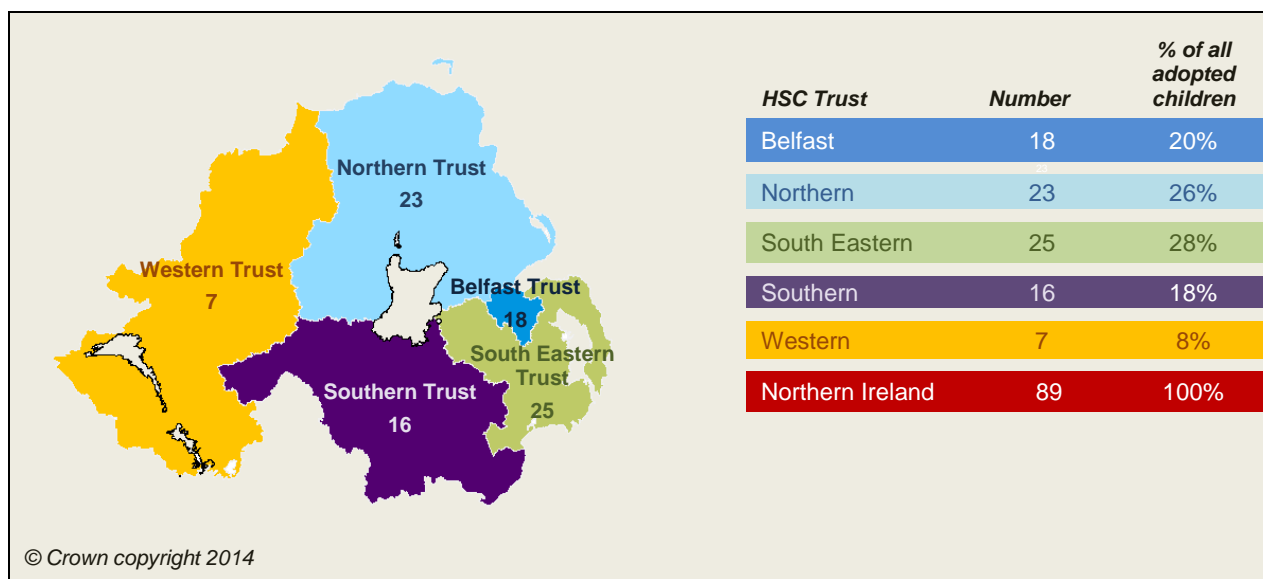 Northern Trust
23
Western Trust
7
Belfast Trust
18
South Eastern
Trust
25
Southern Trust
16
HSC Trust Number % of all adopted children
Belfast 18 20%
23
Northern 23 26%
South Eastern 25 28%
Southern 16 18%
Western 7 8%
Northern Ireland 89 100%
© Crown copyright 2014